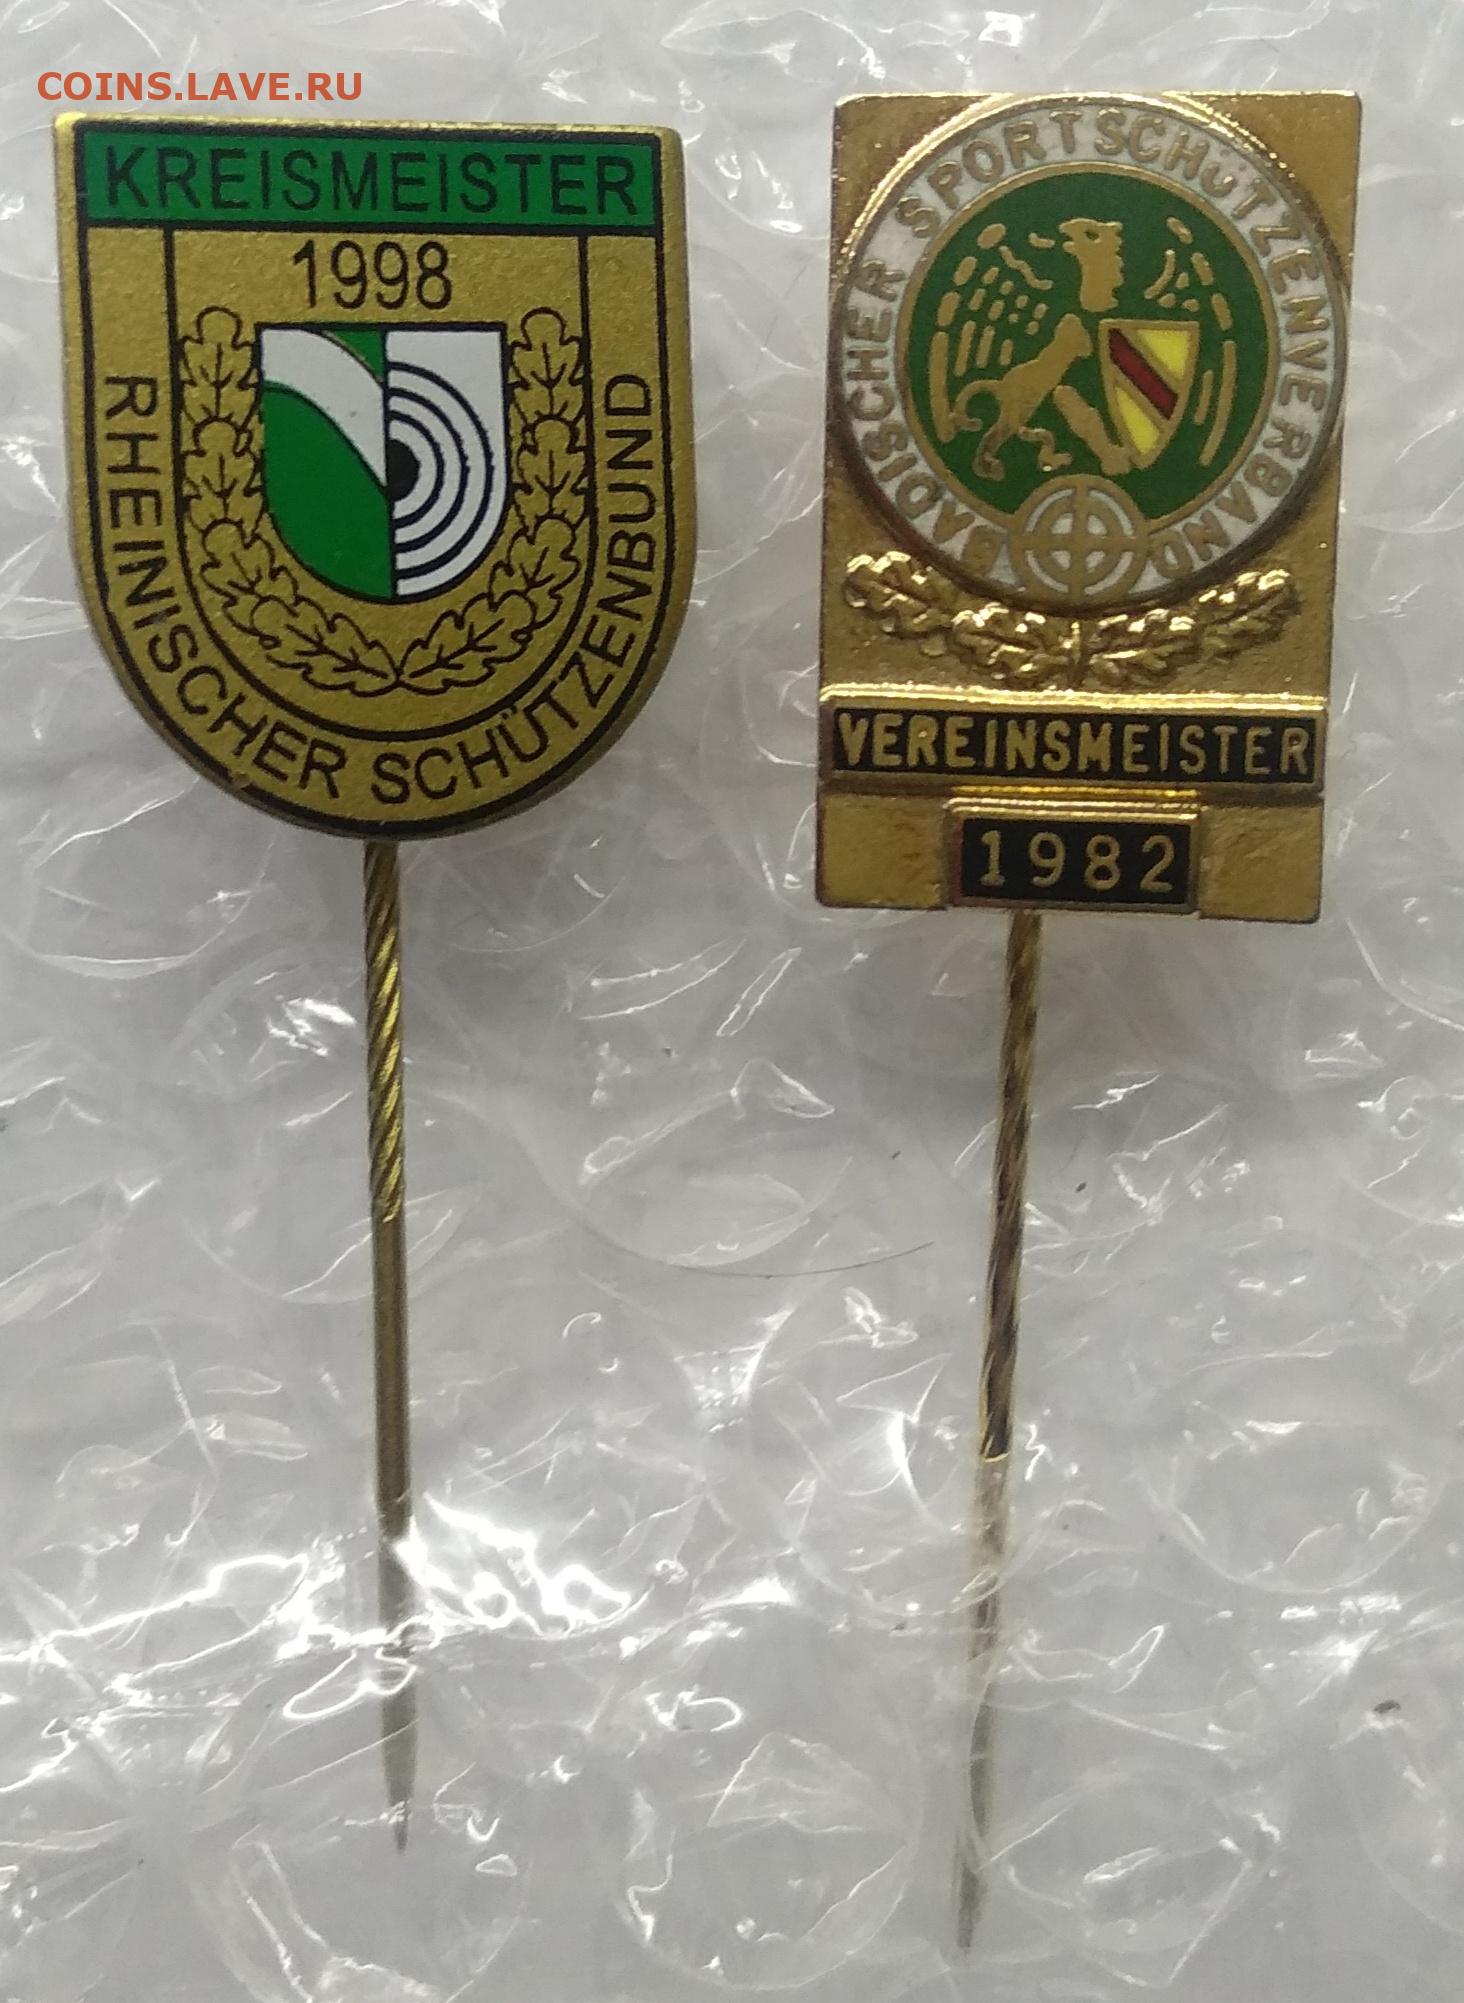 COINS.LAVE.RU
KREISMEISTER
1998
RHEINISCHER SCHÜTZENBUND
BADISCHER SPORTSCHÜTZENVERBAND
VEREINSMEISTER
1982